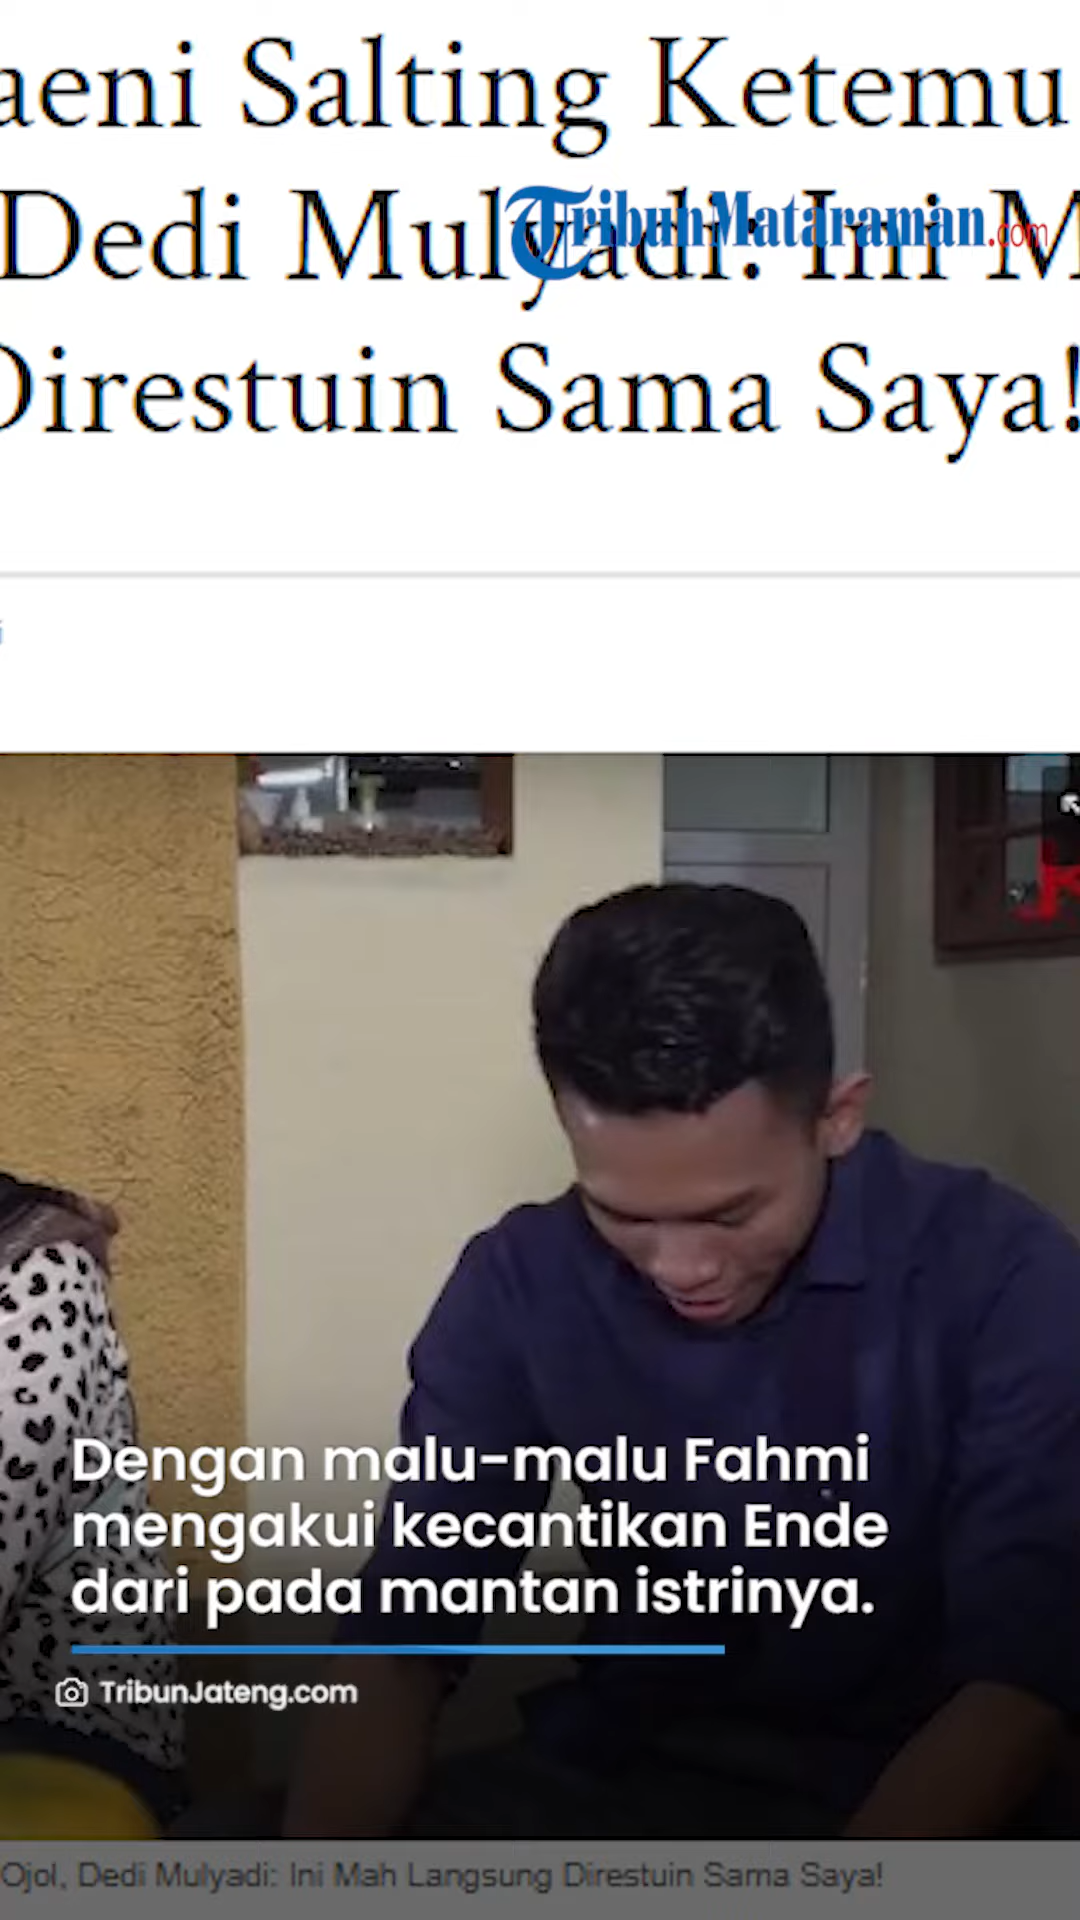 aeni Salting Ketemu
Dedi Mulyadi: Ini M
TribunMataraman.com
Direstuin Sama Saya!
Dengan malu-malu Fahmi
mengakui kecantikan Ende
dari pada mantan istrinya.
TribunJateng.com
Ojol, Dedi Mulyadi: Ini Mah Langsung Direstuin Sama Saya!